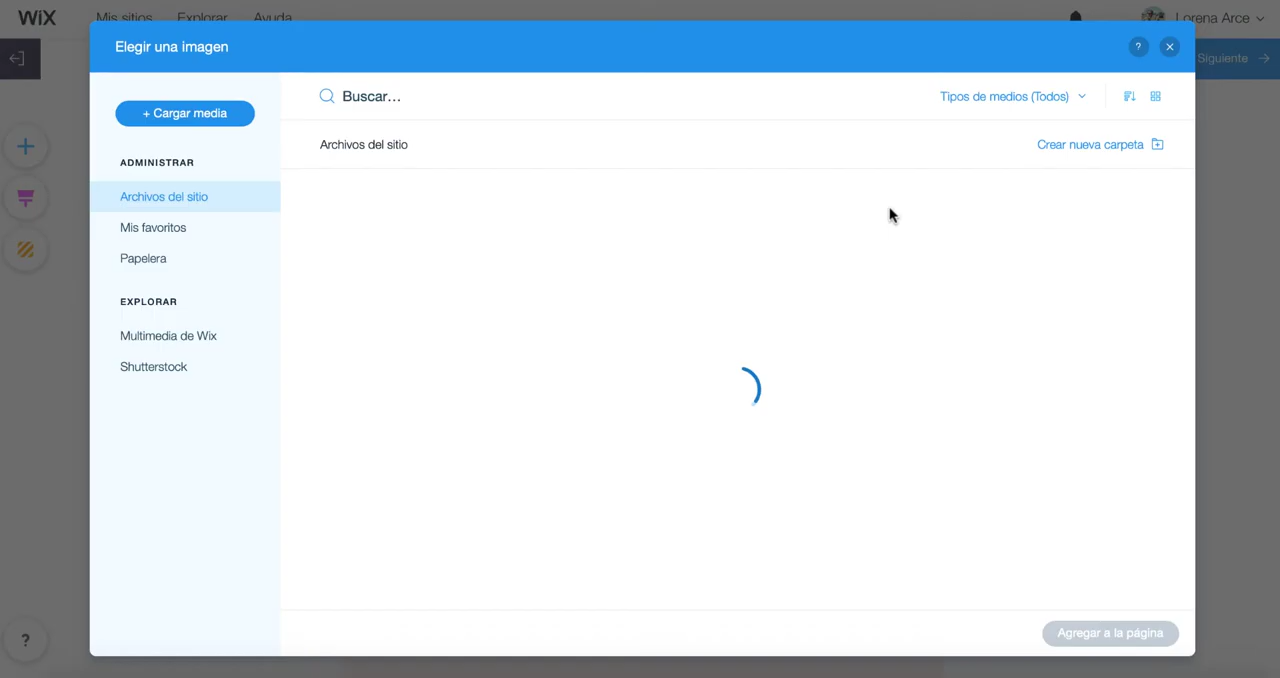 WiX
Mis sitios Explorar Ayuda
Lorena Arce
Elegir una imagen
?
Siguiente
+ Cargar media
Buscar...
Tipos de medios (Todos)
Archivos del sitio
Crear nueva carpeta
ADMINISTRAR
Archivos del sitio
Mis favoritos
Papelera
EXPLORAR
Multimedia de Wix
Shutterstock
?
Agregar a la página